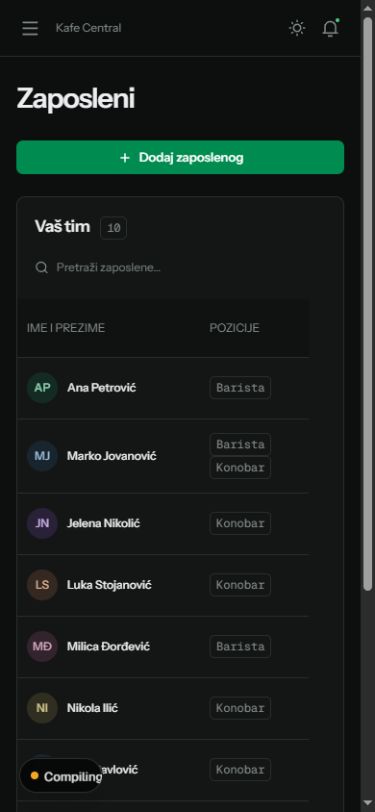 Kafe Central
Zaposleni
+ Dodaj zaposlenog
Vaš tim 10
Pretraži zaposlene...
IME I PREZIME POZICIJE
AP Ana Petrović Barista
MJ Marko Jovanović Barista
Konobar
JN Jelena Nikolić Konobar
LS Luka Stojanović Konobar
MĐ Milica Đorđević Barista
NI Nikola Ilić Konobar
avlović Konobar
Compiling